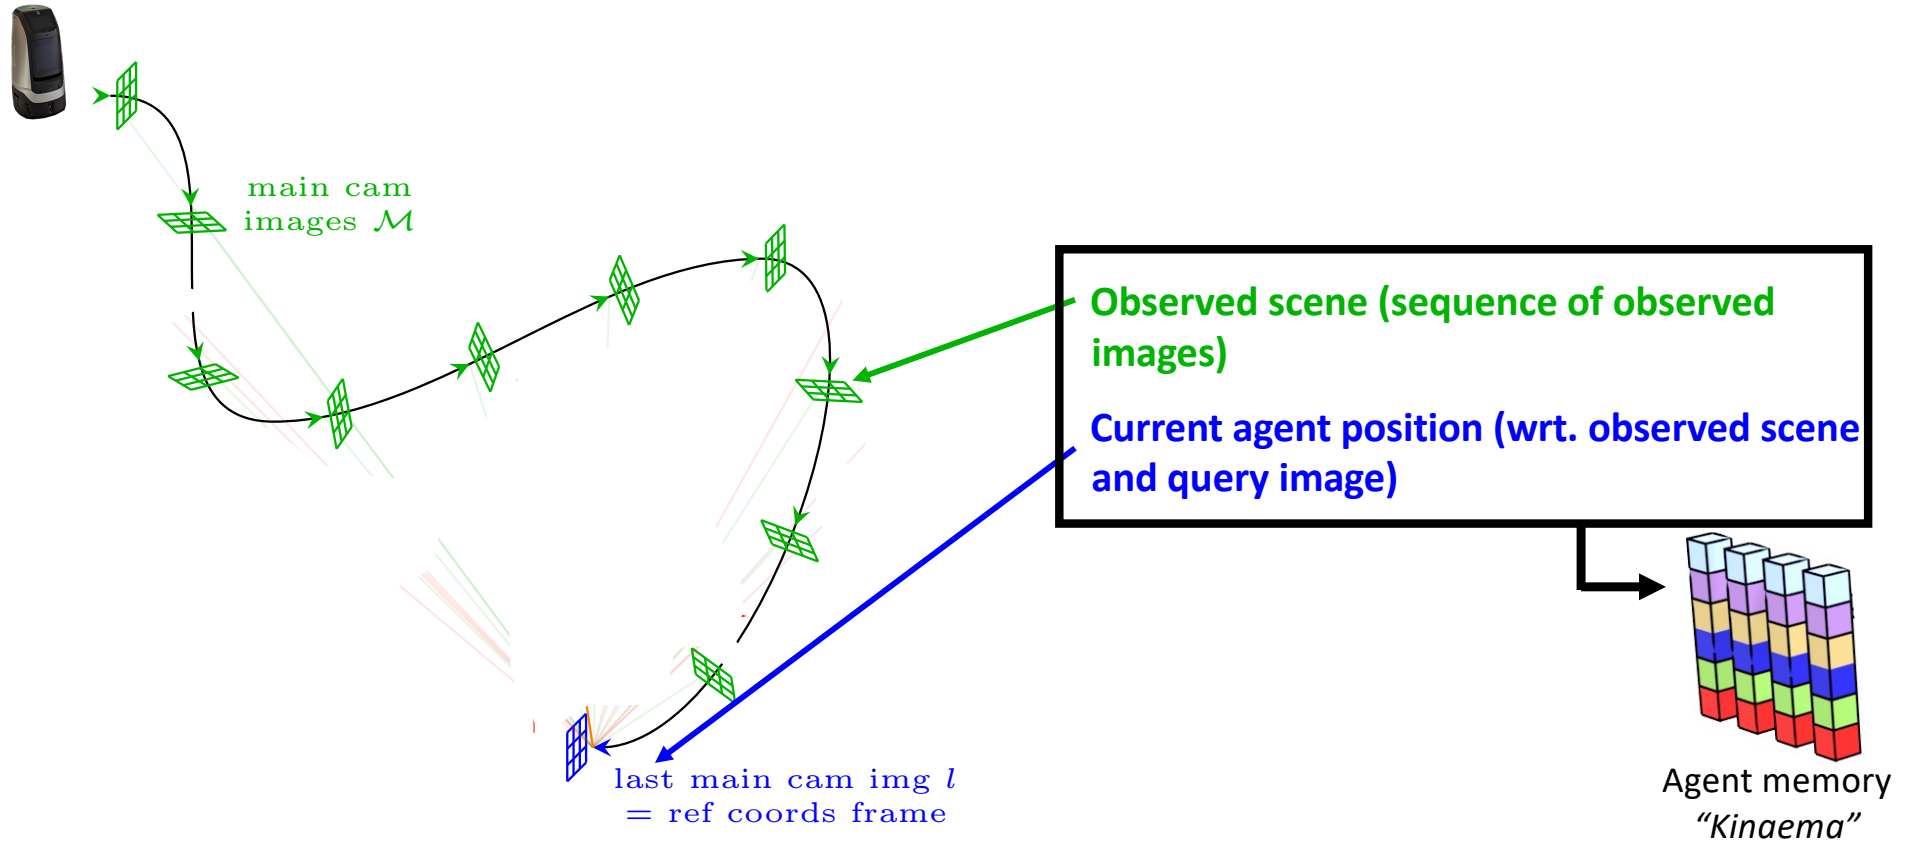 main cam
images ℳ
Observed scene (sequence of observed
images)
Current agent position (wrt. observed scene
and query image)
last main cam img l
= ref coords frame
Agent memory
“Kinaema”